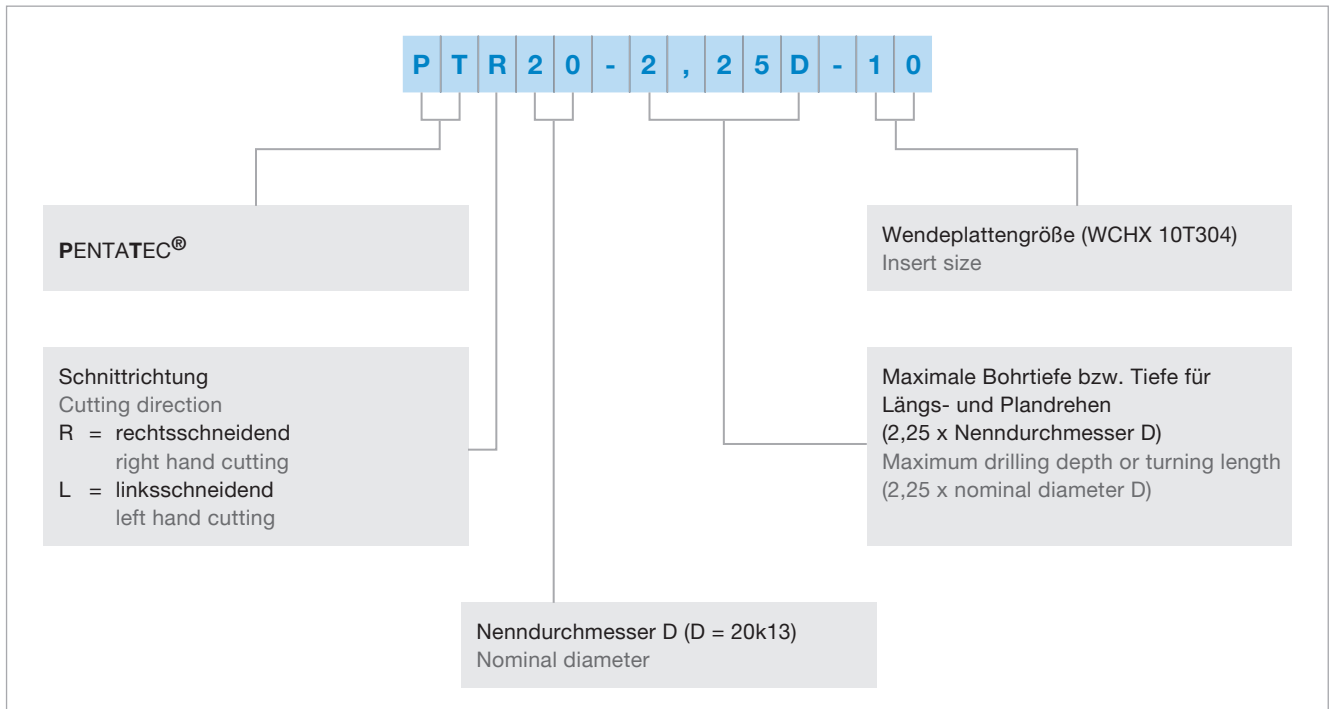 PTR20-2,25D-10
PENTATEC®
Wendeplattengröße (WCHX 10T304)
Insert size
Schnittrichtung
Cutting direction
R = rechtsschneidend
right hand cutting
L = linksschneidend
left hand cutting
Maximale Bohrtiefe bzw. Tiefe für
Längs- und Plandrehen
(2,25 x Nenndurchmesser D)
Maximum drilling depth or turning length
(2,25 x nominal diameter D)
Nenndurchmesser D (D = 20k13)
Nominal diameter